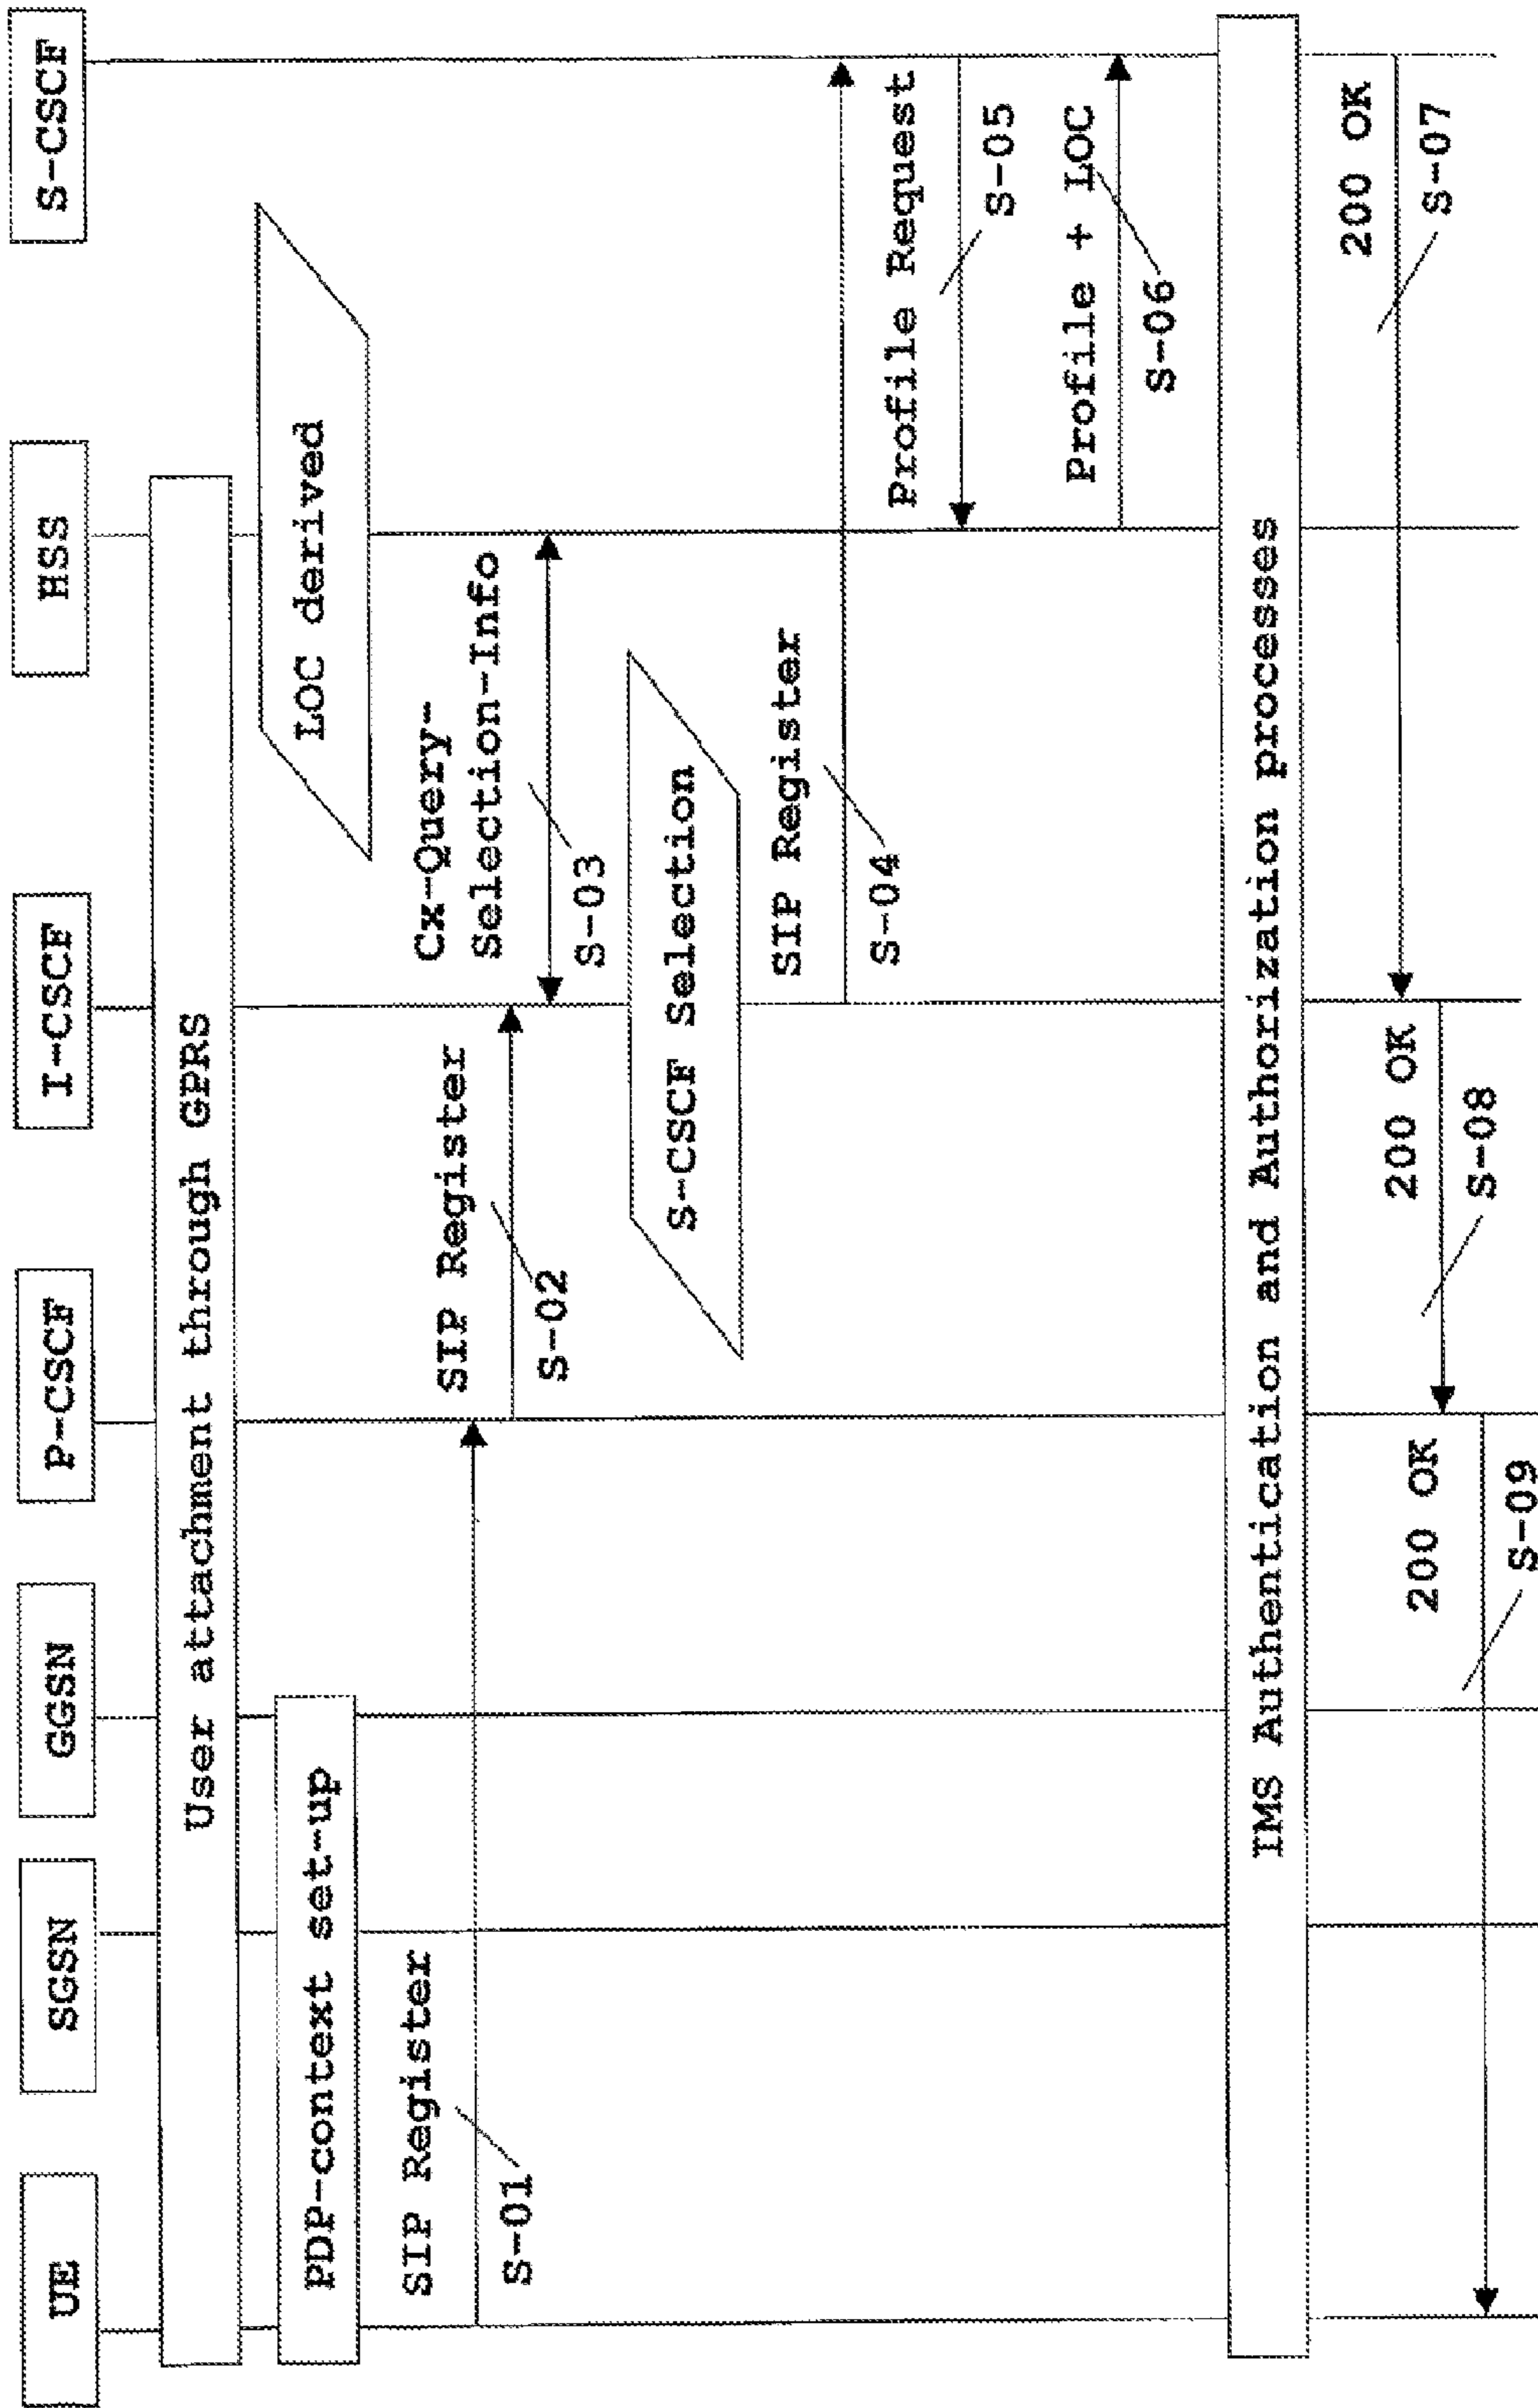 UE
SGSN
GGSN
P-CSCF
I-CSCF
HSS
S-CSCF
User attachment through GPRS
PDP-context set-up
LOC derived
SIP Register
S-01
SIP Register
S-02
Cx-Query-
Selection-Info
S-03
S-CSCF Selection
SIP Register
S-04
Profile Request
S-05
Profile + LOC
S-06
IMS Authentication and Authorization processes
200 OK
S-07
200 OK
S-08
200 OK
S-09